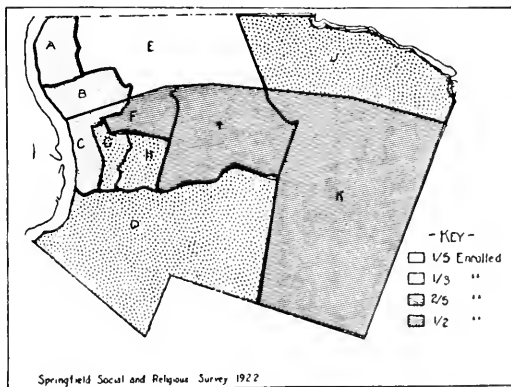 A
E
J
B
F
I
C
G
H
K
D
- KEY -
1/5 Enrolled
1/3 "
2/5 "
1/2 "
Springfield Social and Religious Survey 1922